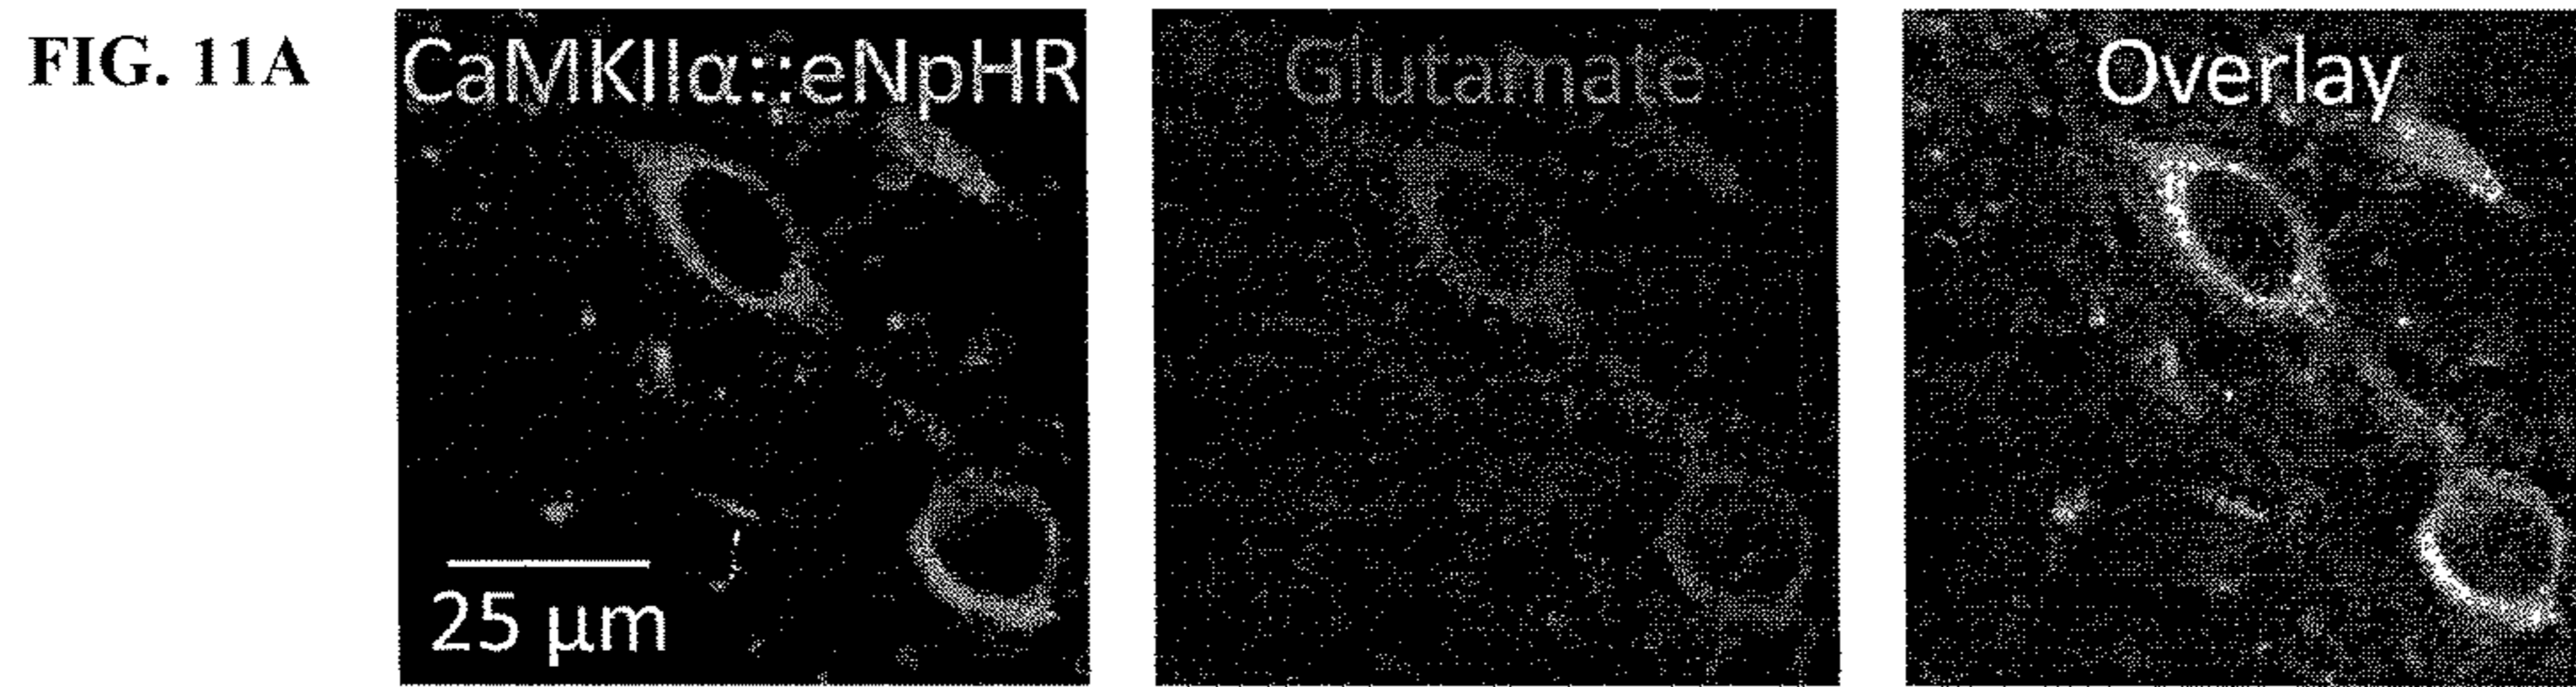 FIG. 11A
CaMKIIα::eNpHR
Glutamate
Overlay
25 μm